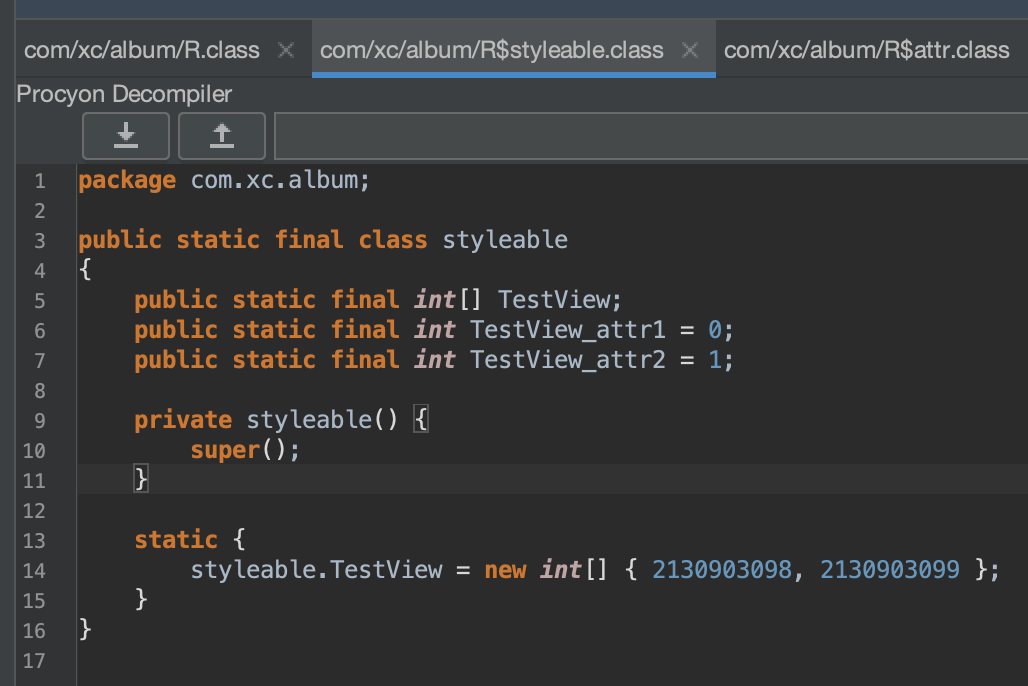 com/xc/album/R.class × com/xc/album/R$styleable.class × com/xc/album/R$attr.class
Procyon Decompiler
1 package com.xc.album;
2
3 public static final class styleable
4 {
5     public static final int[] TestView;
6     public static final int TestView_attr1 = 0;
7     public static final int TestView_attr2 = 1;
8
9     private styleable() {
10         super();
11     }
12
13     static {
14         styleable.TestView = new int[] { 2130903098, 2130903099 };
15     }
16 }
17